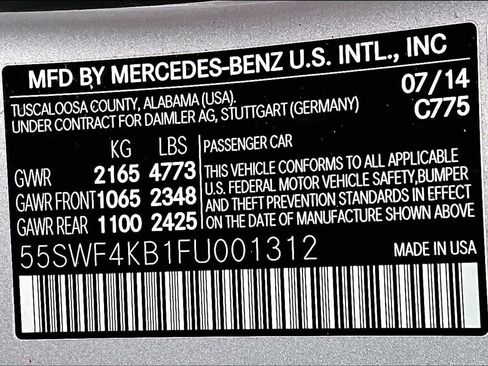 MFD BY MERCEDES-BENZ U.S. INTL., INC
TUSCALOOSA COUNTY, ALABAMA (USA). 07/14
UNDER CONTRACT FOR DAIMLER AG, STUTTGART (GERMANY) C775
KG LBS PASSENGER CAR
GVWR 2165 4773 THIS VEHICLE CONFORMS TO ALL APPLICABLE
GAWR FRONT 1065 2348 U.S. FEDERAL MOTOR VEHICLE SAFETY,BUMPER
GAWR REAR 1100 2425 AND THEFT PREVENTION STANDARDS IN EFFECT
ON THE DATE OF MANUFACTURE SHOWN ABOVE.
55SWF4KB1FU001312 MADE IN USA